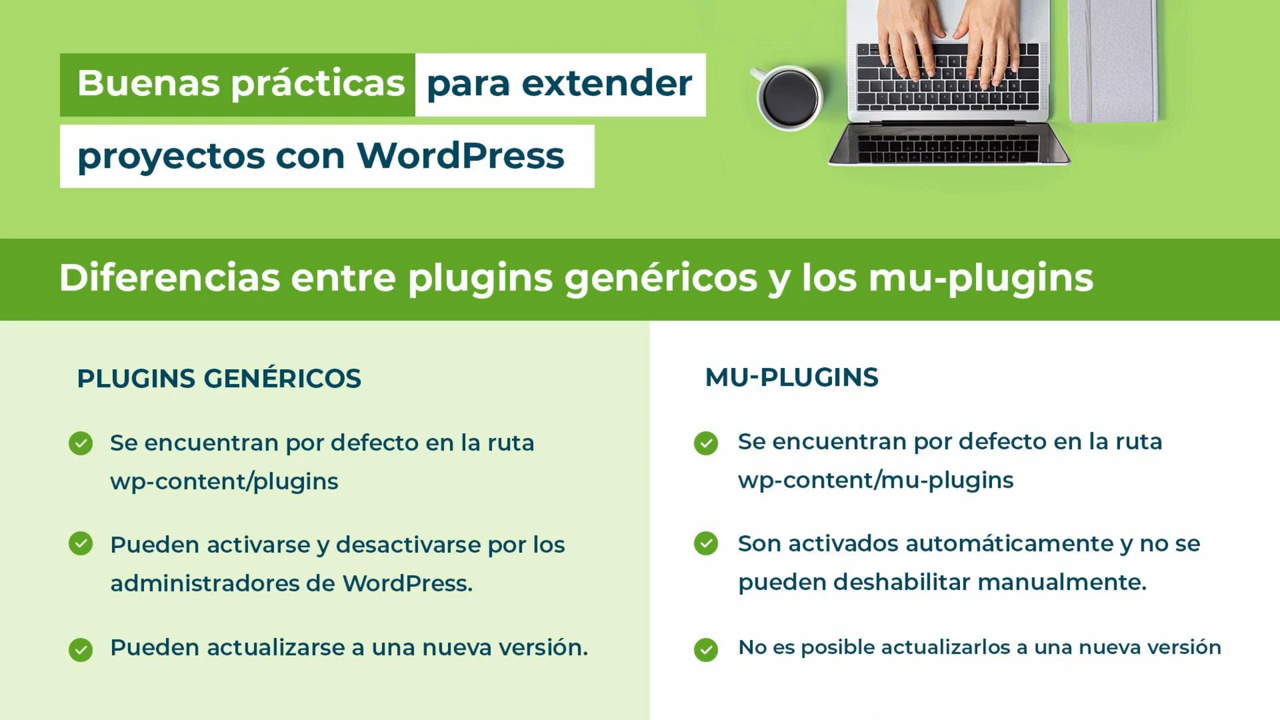 Buenas prácticas para extender
proyectos con WordPress
Diferencias entre plugins genéricos y los mu-plugins
PLUGINS GENÉRICOS
Se encuentran por defecto en la ruta
wp-content/plugins
Pueden activarse y desactivarse por los
administradores de WordPress.
Pueden actualizarse a una nueva versión.
MU-PLUGINS
Se encuentran por defecto en la ruta
wp-content/mu-plugins
Son activados automáticamente y no se
pueden deshabilitar manualmente.
No es posible actualizarlos a una nueva versión